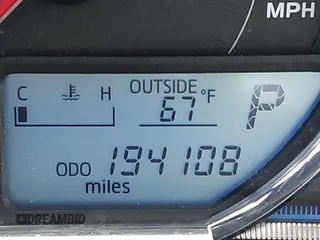 MPH
OUTSIDE
C H 67°F P
ODO 194108
miles
DREAMBID